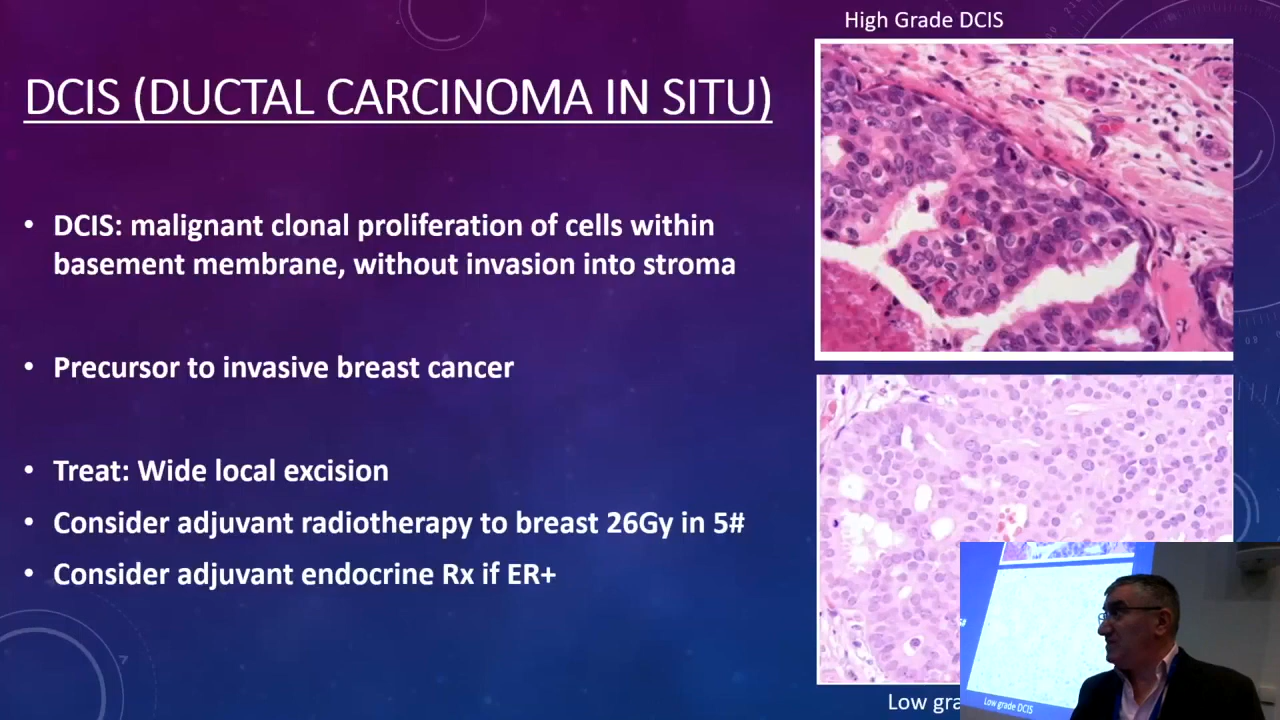 High Grade DCIS
DCIS (DUCTAL CARCINOMA IN SITU)
• DCIS: malignant clonal proliferation of cells within
basement membrane, without invasion into stroma
• Precursor to invasive breast cancer
• Treat: Wide local excision
• Consider adjuvant radiotherapy to breast 26Gy in 5#
• Consider adjuvant endocrine Rx if ER+
Low gra
Low grade DCIS